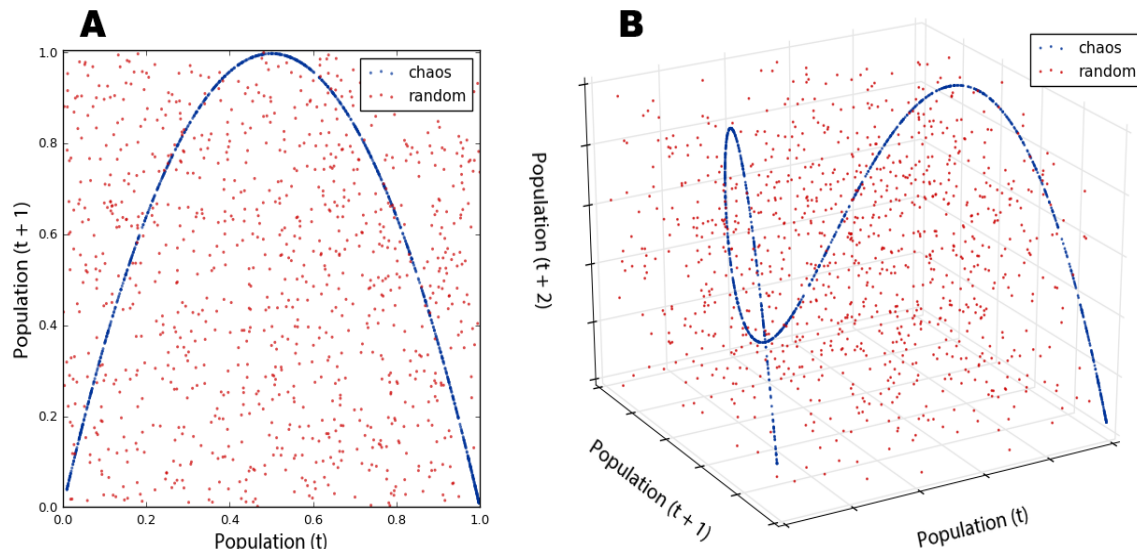 A
B
chaos
random
chaos
random
1.0
0.8
0.6
0.4
0.2
0.0
0.0
0.2
0.4
0.6
0.8
1.0
Population (t + 1)
Population (t)
Population (t + 2)
Population (t + 1)
Population (t)